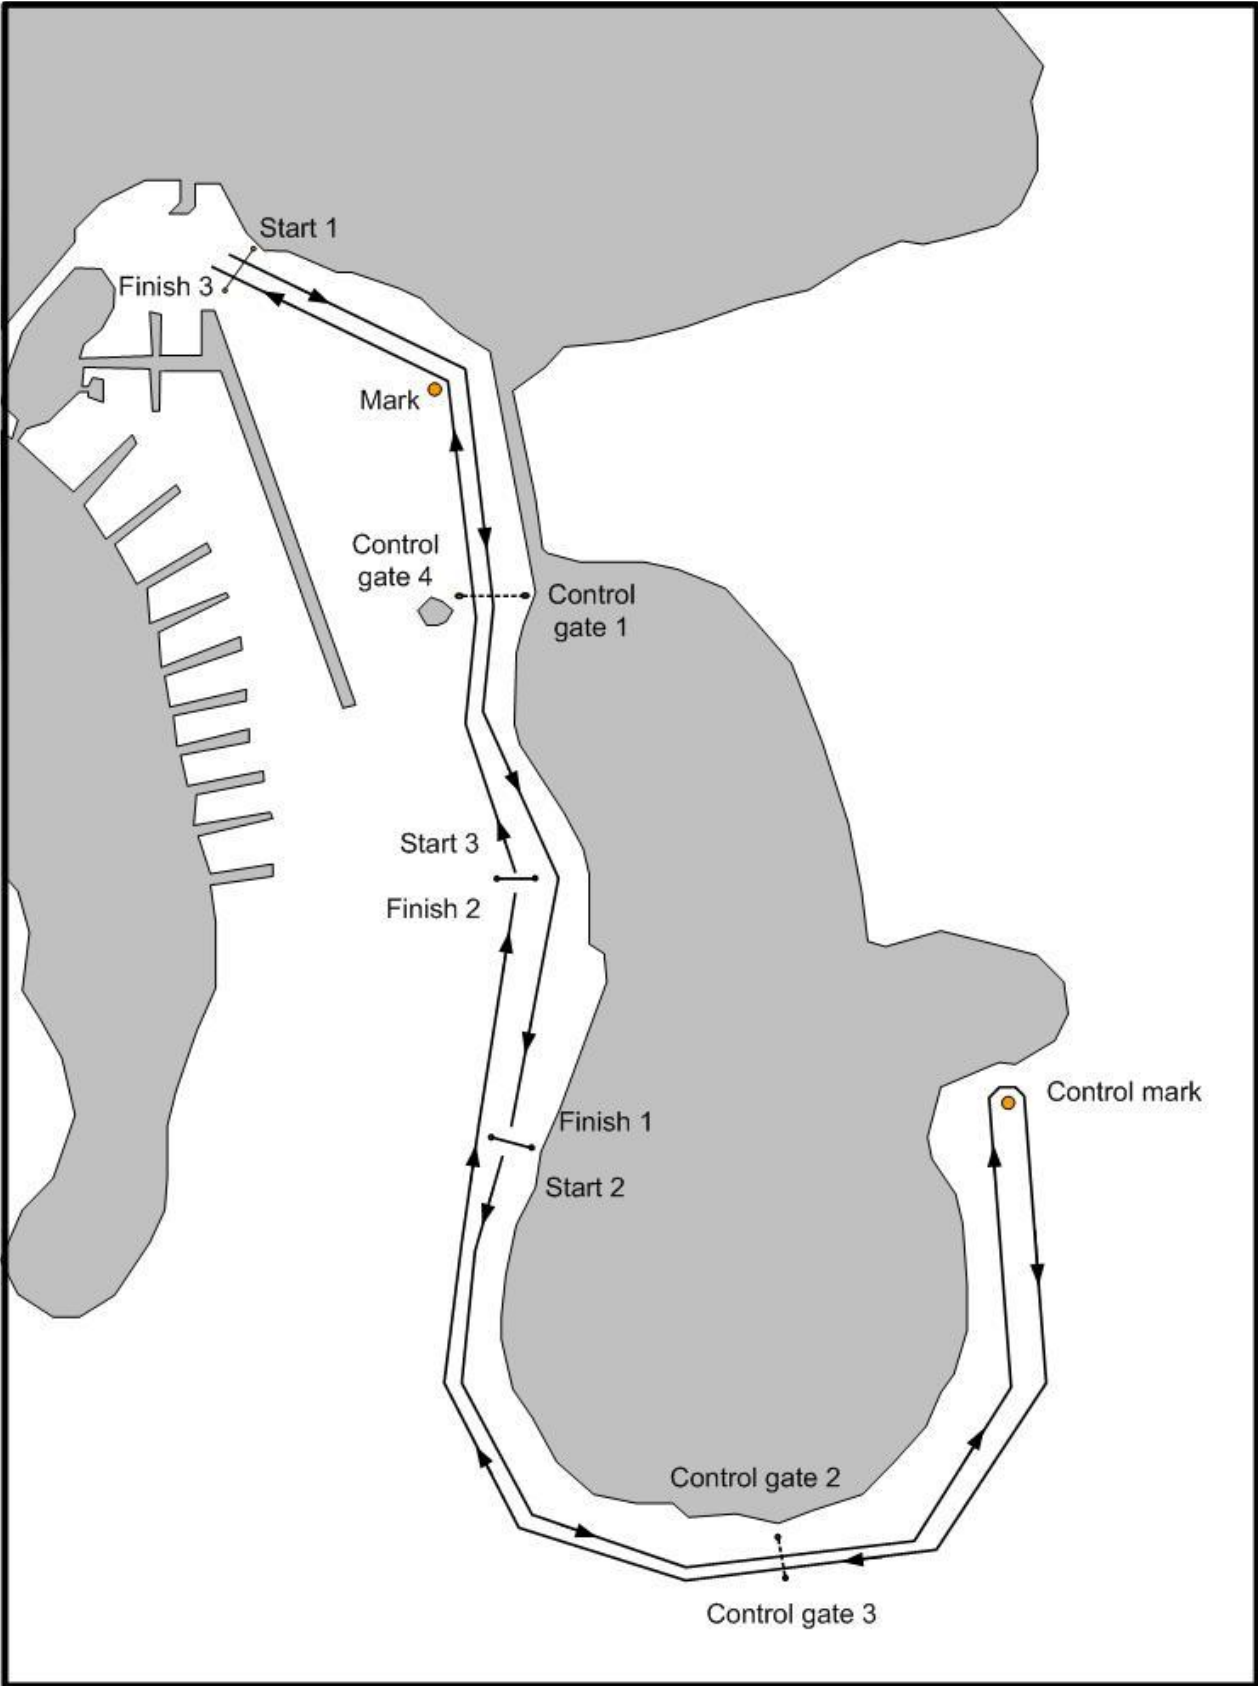 Start 1
Finish 3
Mark
Control
gate 4
Control
gate 1
Start 3
Finish 2
Control mark
Finish 1
Start 2
Control gate 2
Control gate 3